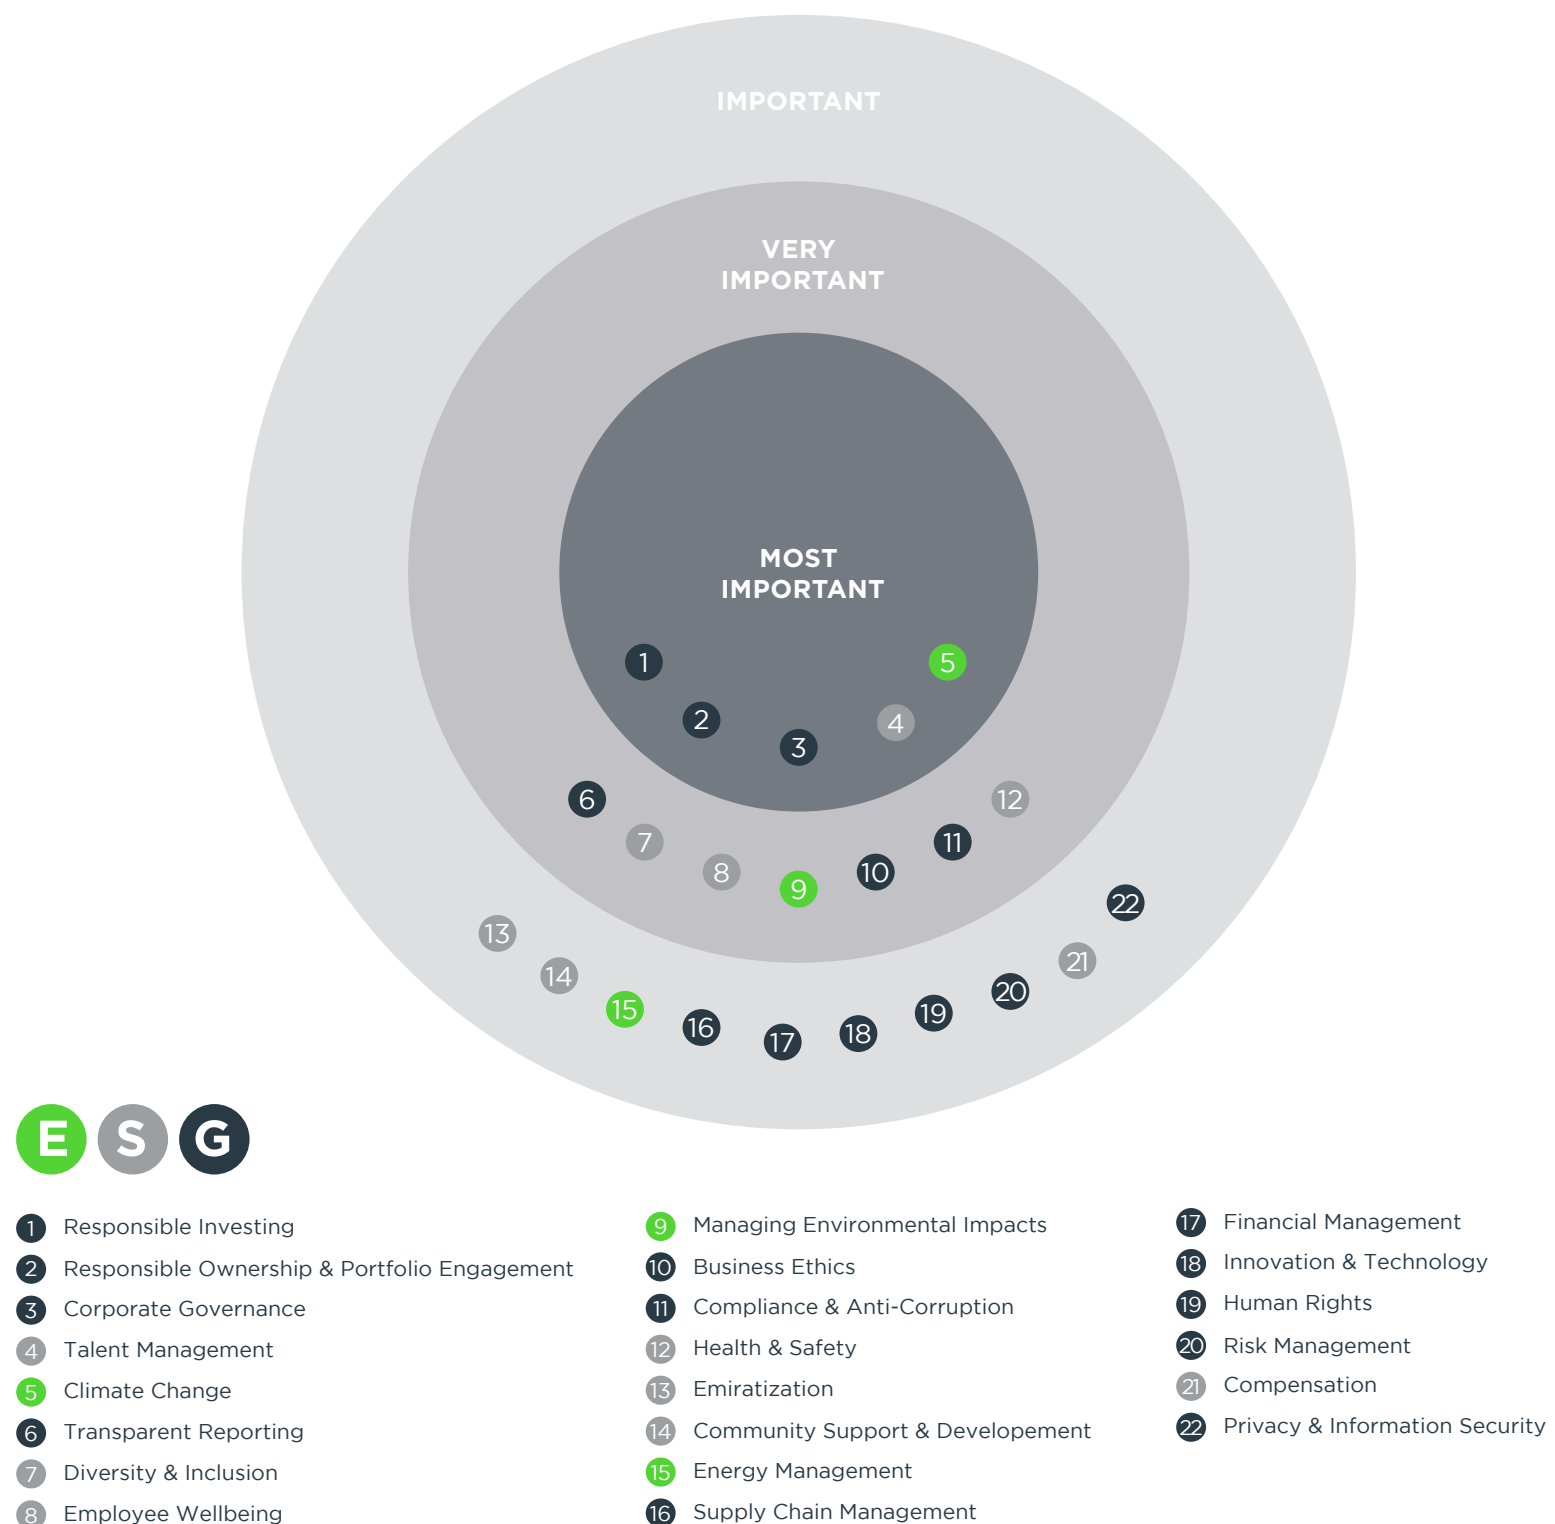 IMPORTANT
VERY
IMPORTANT
MOST
IMPORTANT
1
5
2
4
3
6
12
7
11
8
10
9
22
13
21
14
20
15
19
16
18
17
E S G
1 Responsible Investing
2 Responsible Ownership & Portfolio Engagement
3 Corporate Governance
4 Talent Management
5 Climate Change
6 Transparent Reporting
7 Diversity & Inclusion
8 Employee Wellbeing
9 Managing Environmental Impacts
10 Business Ethics
11 Compliance & Anti-Corruption
12 Health & Safety
13 Emiratization
14 Community Support & Developement
15 Energy Management
16 Supply Chain Management
17 Financial Management
18 Innovation & Technology
19 Human Rights
20 Risk Management
21 Compensation
22 Privacy & Information Security